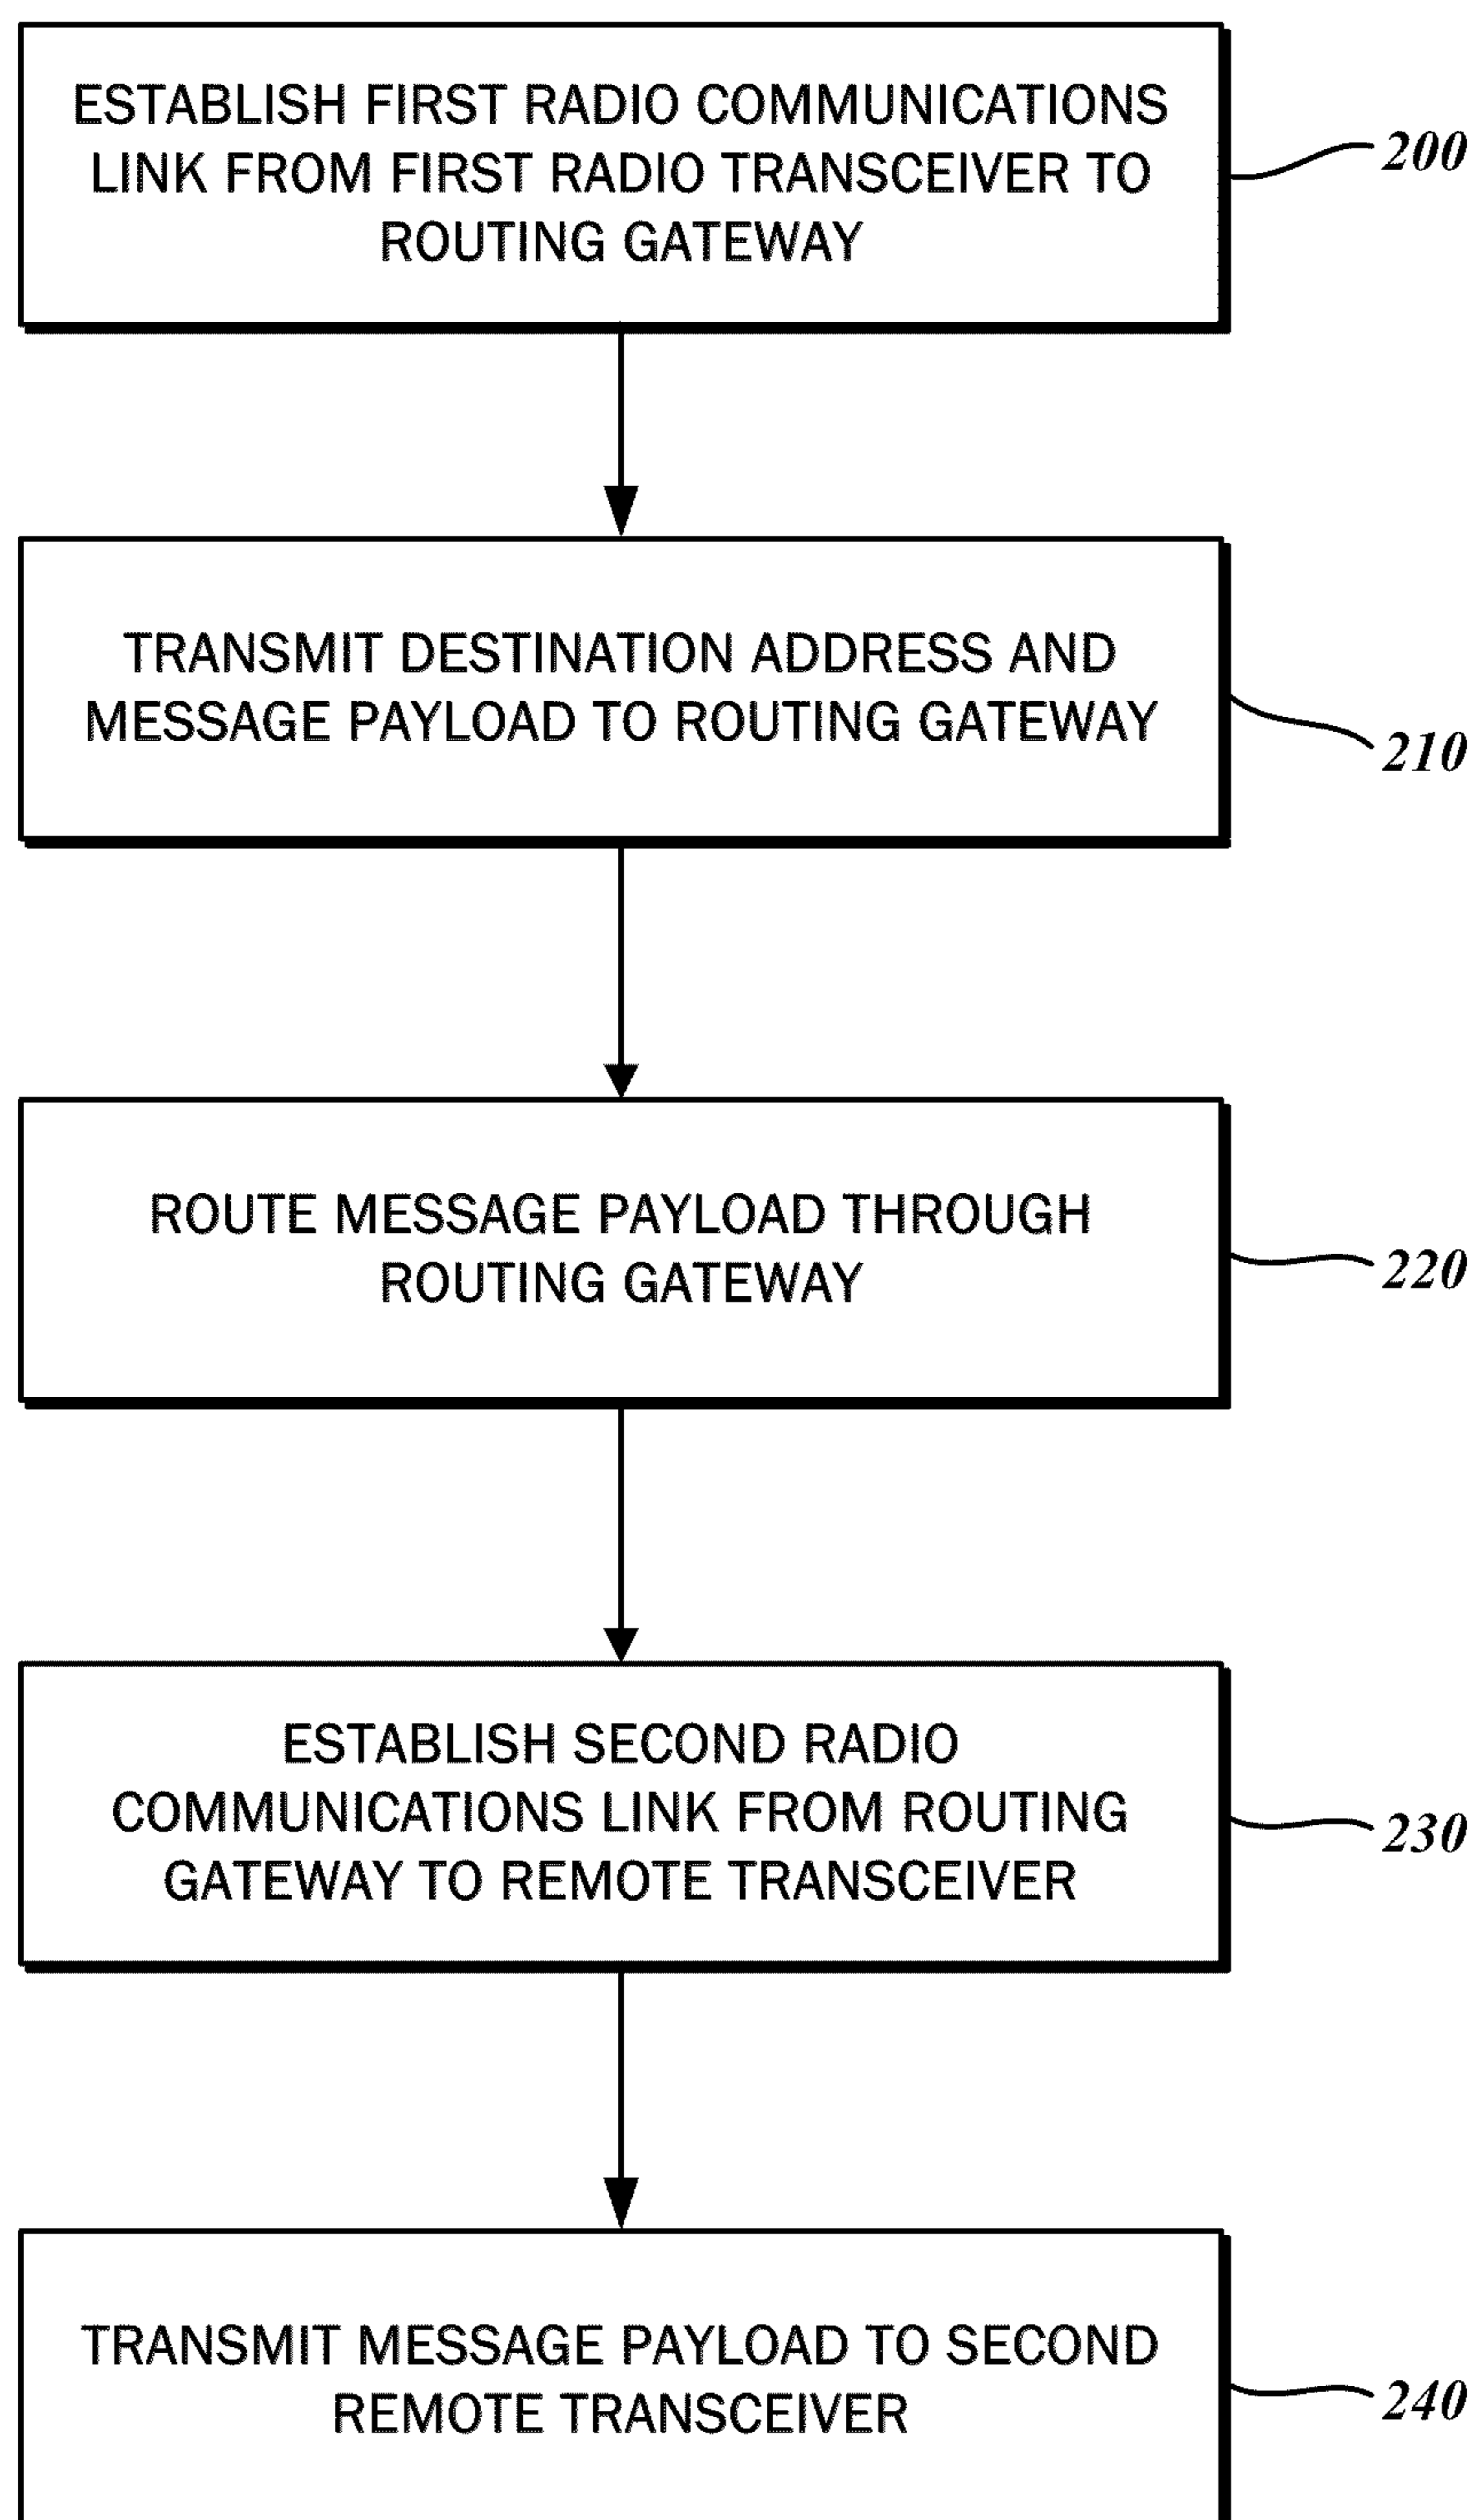 ESTABLISH FIRST RADIO COMMUNICATIONS
LINK FROM FIRST RADIO TRANSCEIVER TO
ROUTING GATEWAY
200
TRANSMIT DESTINATION ADDRESS AND
MESSAGE PAYLOAD TO ROUTING GATEWAY
210
ROUTE MESSAGE PAYLOAD THROUGH
ROUTING GATEWAY
220
ESTABLISH SECOND RADIO
COMMUNICATIONS LINK FROM ROUTING
GATEWAY TO REMOTE TRANSCEIVER
230
TRANSMIT MESSAGE PAYLOAD TO SECOND
REMOTE TRANSCEIVER
240